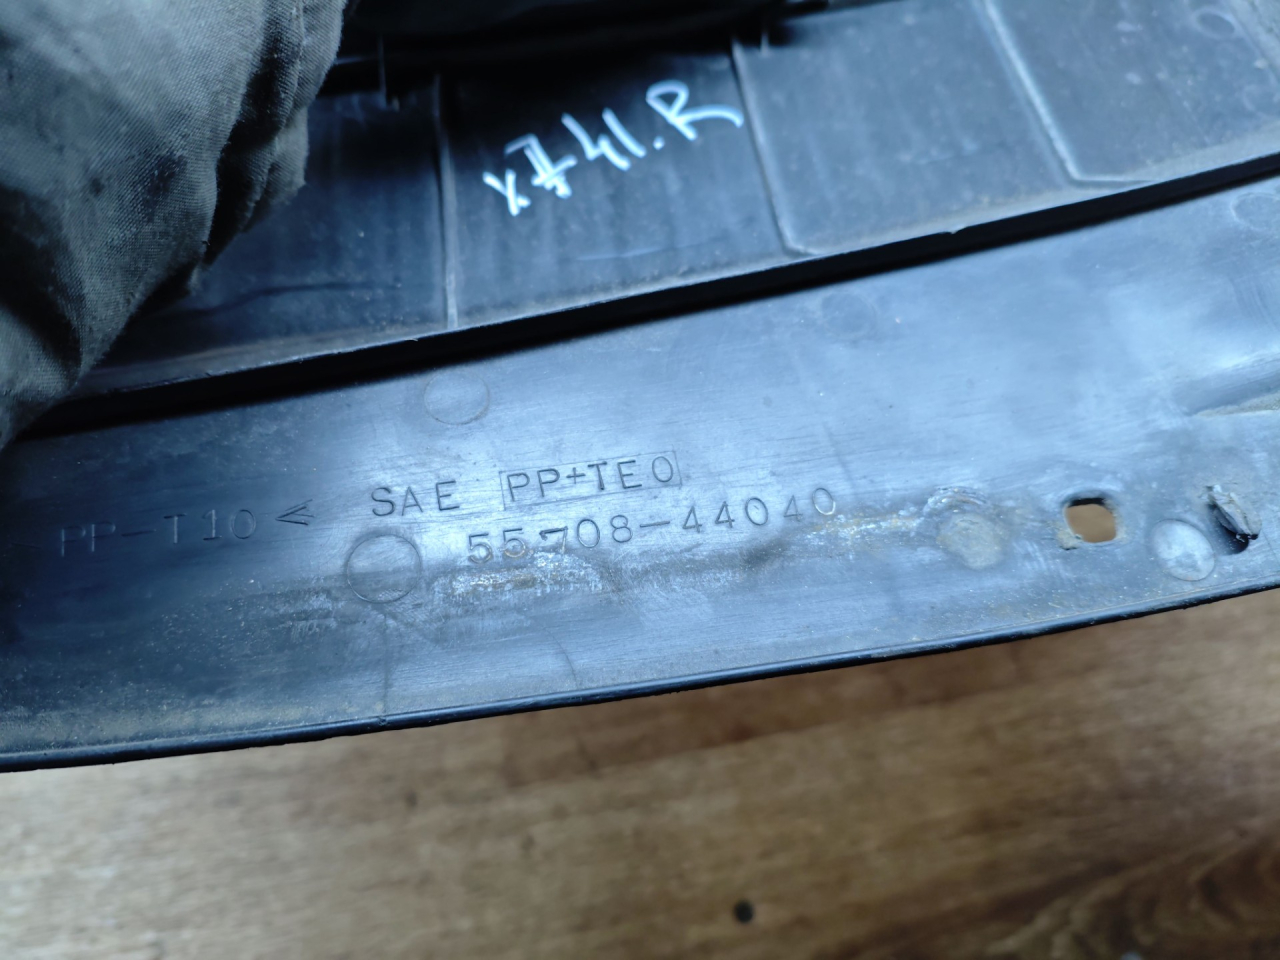 x741.R
PP-T10< SAE PP+TEO
55708-44040